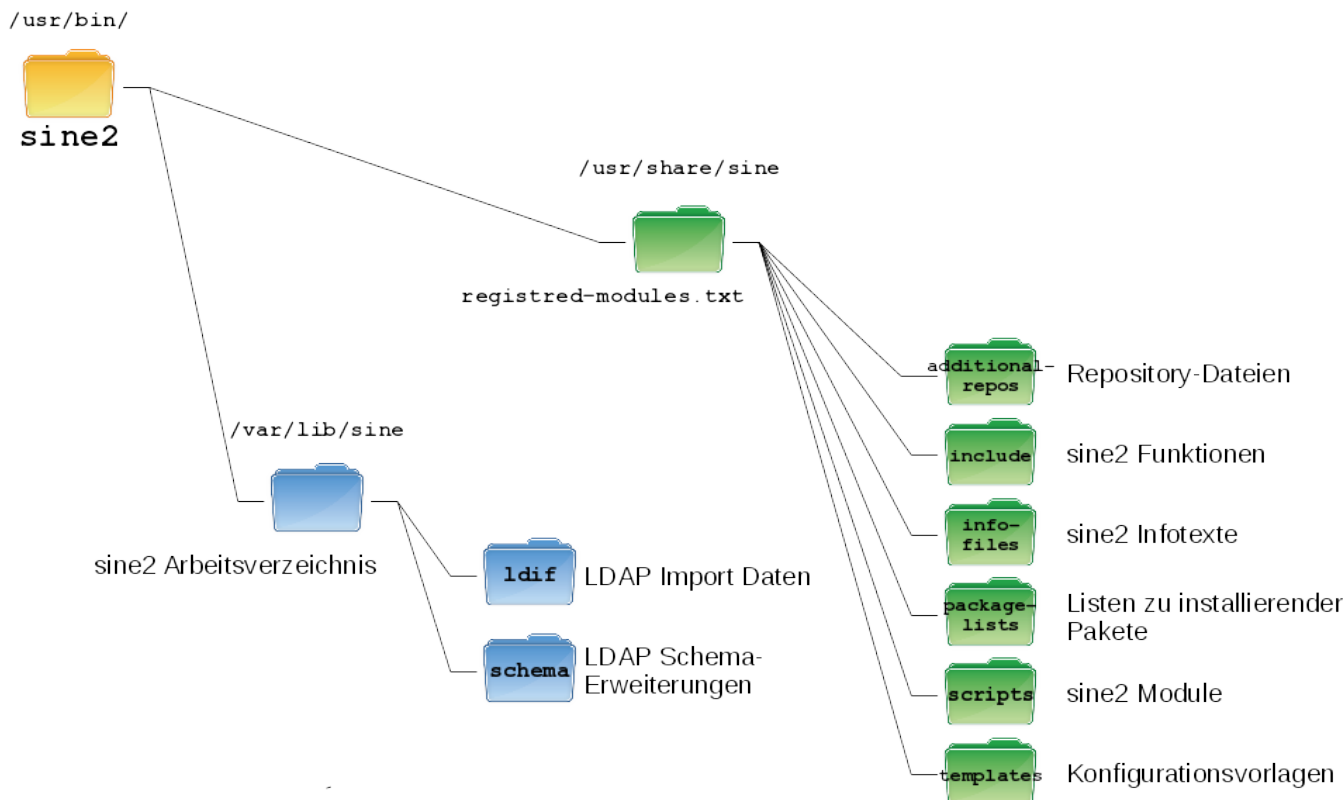 /usr/bin/
sine2
/usr/share/sine
registred-modules.txt
additional-
repos
Repository-Dateien
include
sine2 Funktionen
info-
files
sine2 Infotexte
package-
lists
Listen zu installierender
Pakete
scripts
sine2 Module
templates
Konfigurationsvorlagen
/var/lib/sine
sine2 Arbeitsverzeichnis
ldif
LDAP Import Daten
schema
LDAP Schema-
Erweiterungen